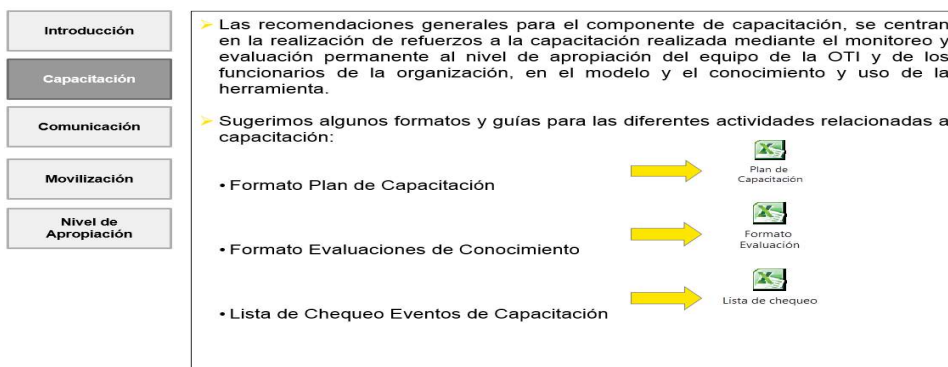 Introducción
Capacitación
Comunicación
Movilización
Nivel de
Apropiación
Las recomendaciones generales para el componente de capacitación, se centran
en la realización de refuerzos a la capacitación realizada mediante el monitoreo y
evaluación permanente al nivel de apropiación del equipo de la OTI y de los
funcionarios de la organización, en el modelo y el conocimiento y uso de la
herramienta.
Sugerimos algunos formatos y guías para las diferentes actividades relacionadas a
capacitación:
• Formato Plan de Capacitación
Plan de
Capacitación
• Formato Evaluaciones de Conocimiento
Formato
Evaluación
• Lista de Chequeo Eventos de Capacitación
Lista de chequeo